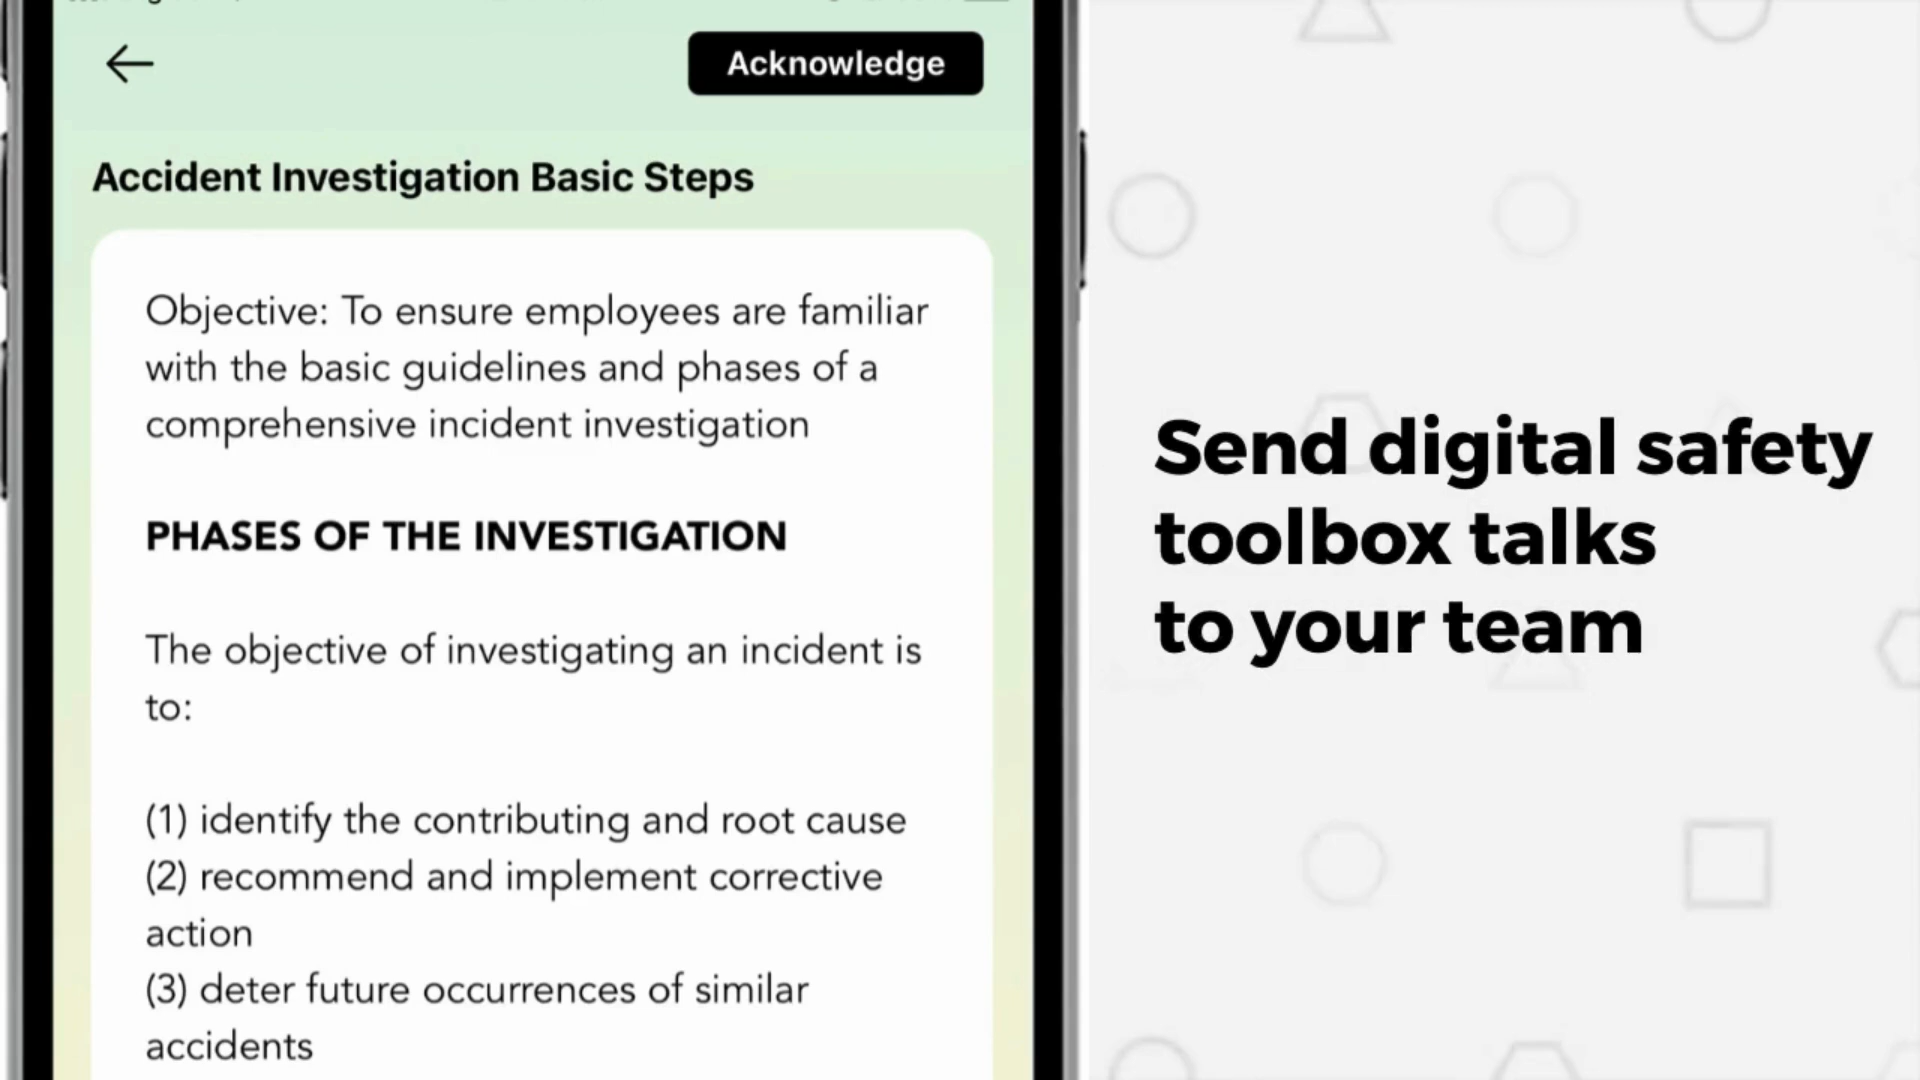 Acknowledge
Accident Investigation Basic Steps
Objective: To ensure employees are familiar
with the basic guidelines and phases of a
comprehensive incident investigation
PHASES OF THE INVESTIGATION
The objective of investigating an incident is
to:
(1) identify the contributing and root cause
(2) recommend and implement corrective
action
(3) deter future occurrences of similar
accidents
Send digital safety
toolbox talks
to your team